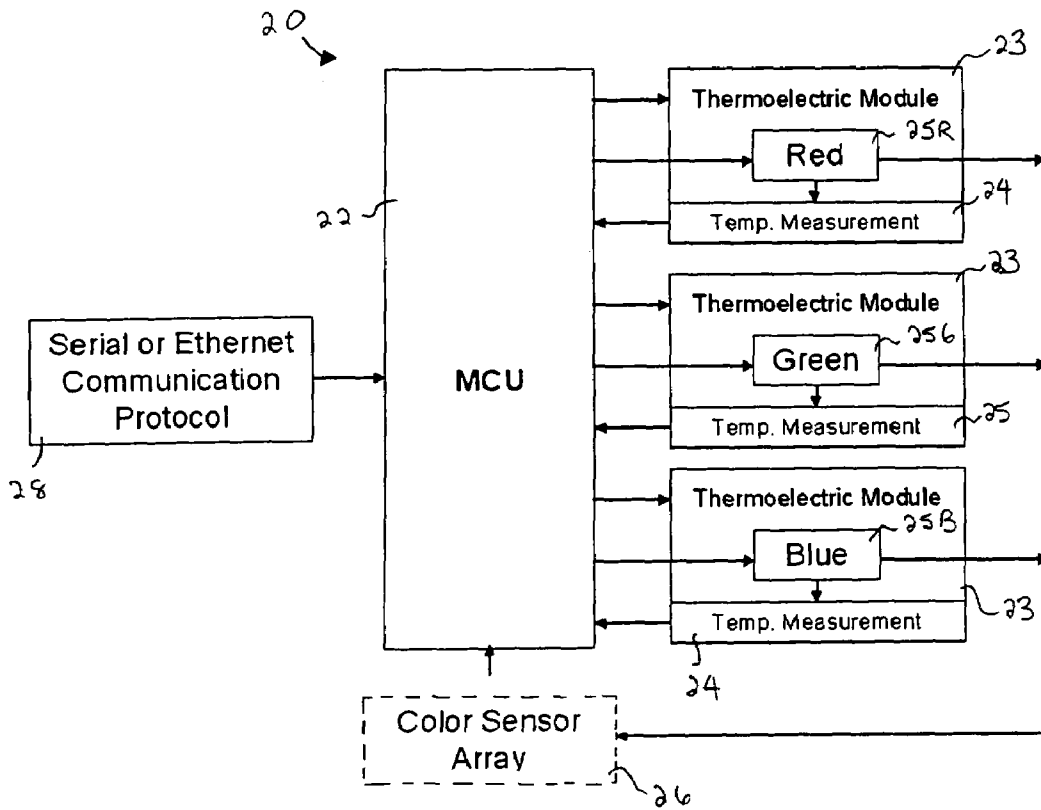 20
23
Thermoelectric Module
25R
Red
24
Temp. Measurement
22
23
Thermoelectric Module
25G
Green
Serial or Ethernet
Communication
Protocol
MCU
25
Temp. Measurement
28
Thermoelectric Module
25B
Blue
23
Temp. Measurement
24
Color Sensor
Array
26